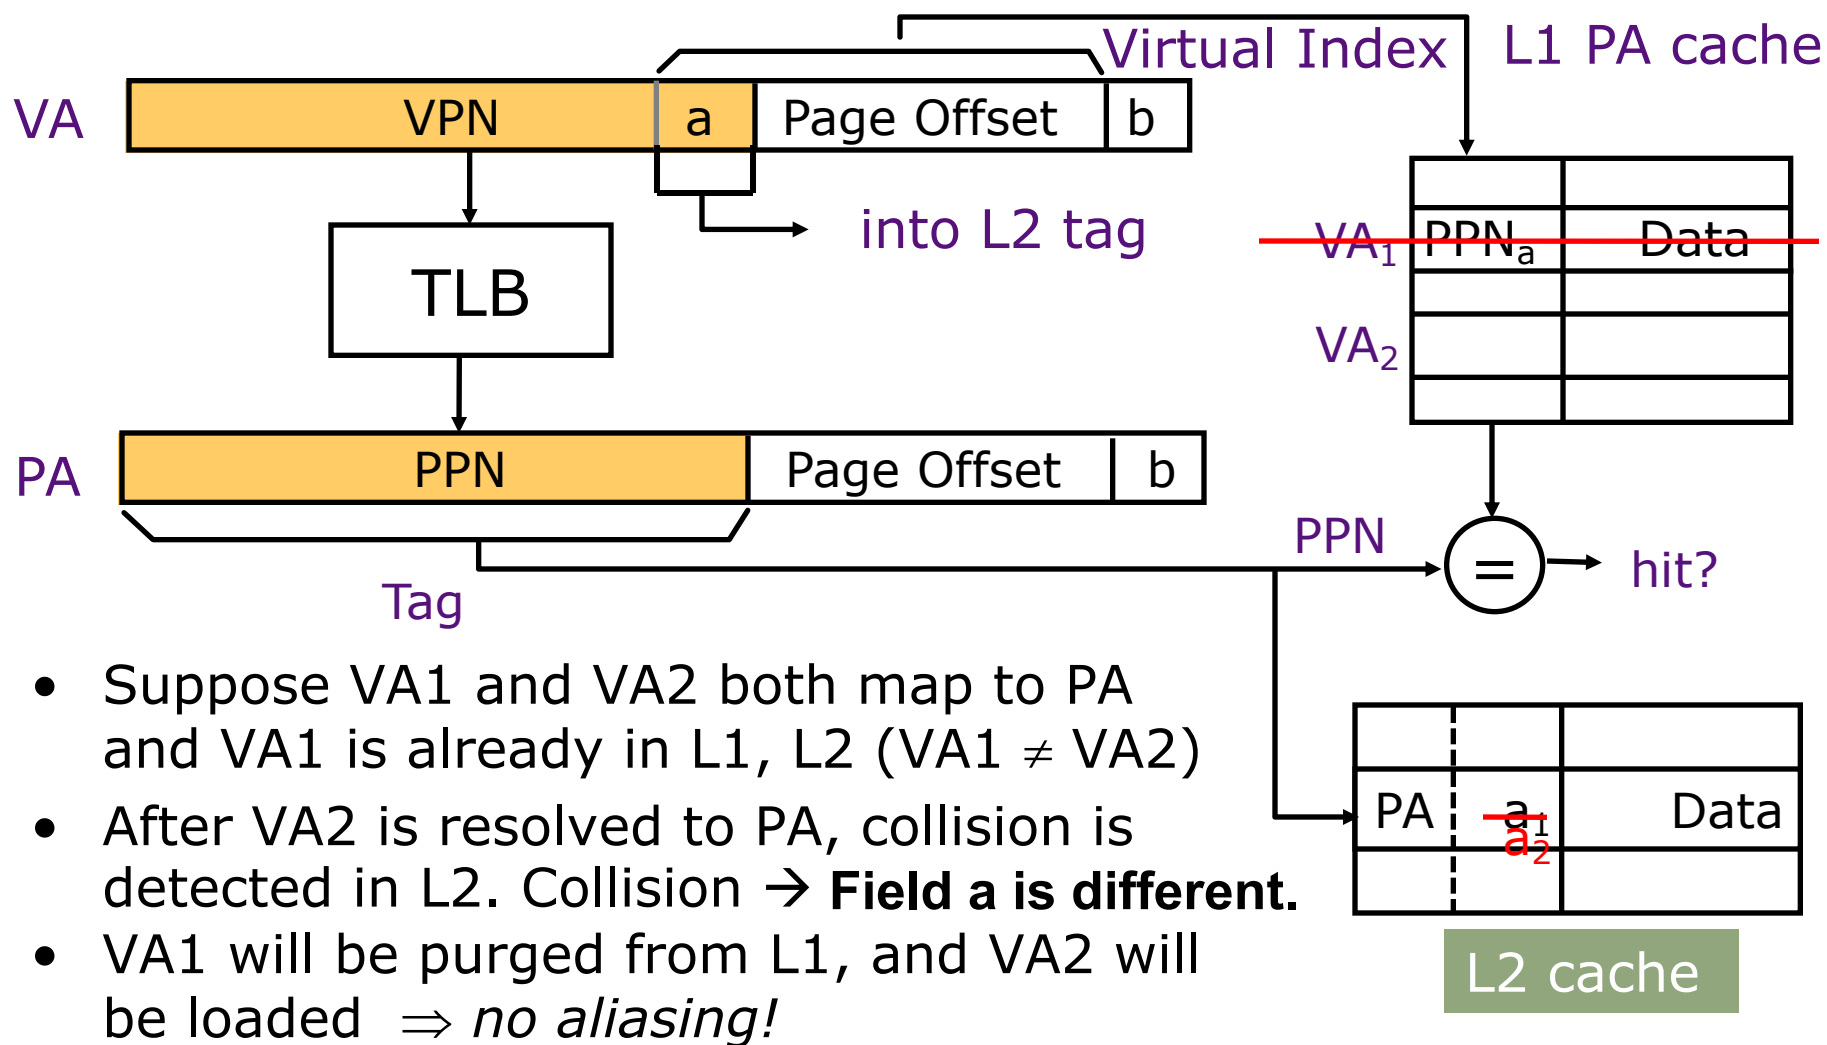 Virtual Index
L1 PA cache
VA
VPN
a
Page Offset
b
into L2 tag
VA1
PPNa
Data
TLB
VA2
PA
PPN
Page Offset
b
PPN
=
hit?
Tag
• Suppose VA1 and VA2 both map to PA
and VA1 is already in L1, L2 (VA1 ≠ VA2)
• After VA2 is resolved to PA, collision is
detected in L2. Collision → Field a is different.
• VA1 will be purged from L1, and VA2 will
be loaded ⇒ no aliasing!
PA
a1
a2
Data
L2 cache